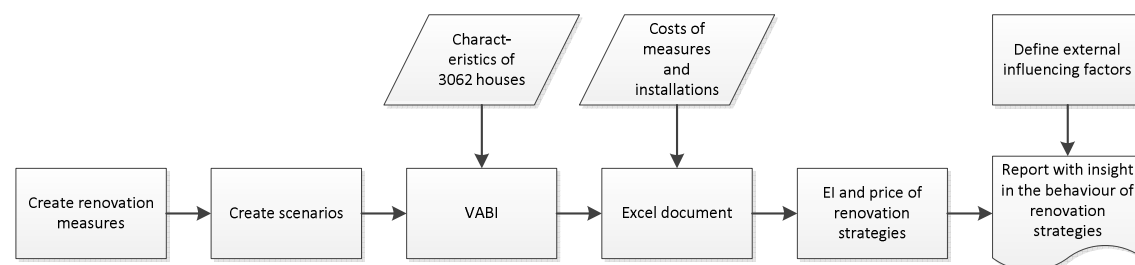 Charact-
eristics of
3062 houses
Costs of
measures
and
installations
Define external
influencing factors
Create renovation
measures
Create scenarios
VABI
Excel document
EI and price of
renovation
strategies
Report with insight
in the behaviour of
renovation
strategies